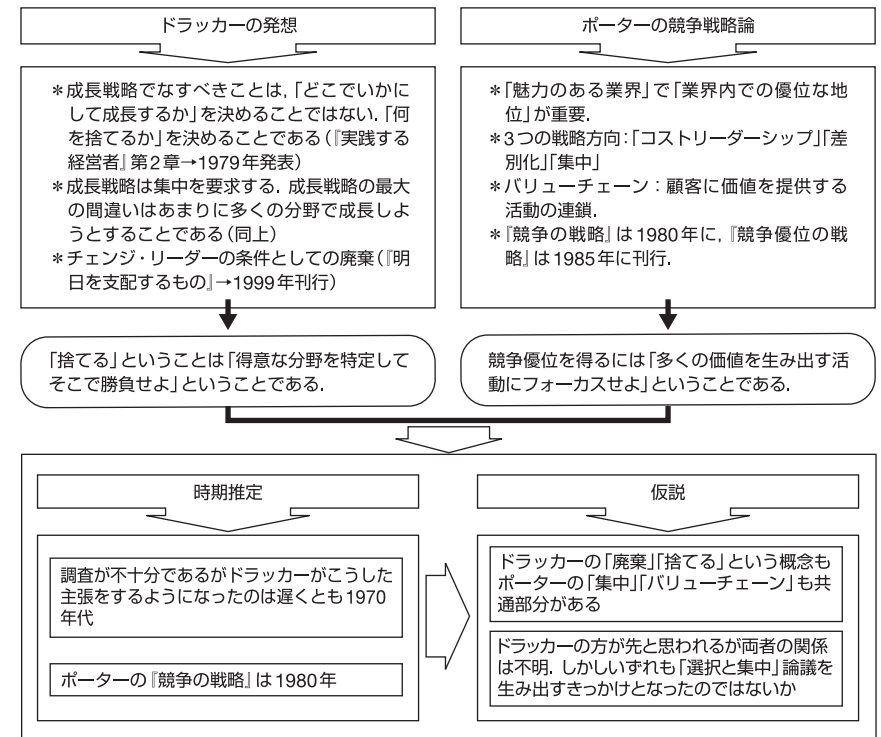 ドラッカーの発想
＊成長戦略でなすべきことは，「どこでいかに
して成長するか」を決めることではない．「何
を捨てるか」を決めることである（『実践する
経営者』第2章→1979年発表）
＊成長戦略は集中を要求する．成長戦略の最大
の間違いはあまりに多くの分野で成長しよ
うとすることである（同上）
＊チェンジ・リーダーの条件としての廃棄（『明
日を支配するもの』→1999年刊行）
「捨てる」ということは「得意な分野を特定して
そこで勝負せよ」ということである．
ポーターの競争戦略論
＊「魅力のある業界」で「業界内での優位な地
位」が重要．
＊3つの戦略方向：「コストリーダーシップ」「差
別化」「集中」
＊バリューチェーン：顧客に価値を提供する
活動の連鎖．
＊『競争の戦略』は1980年に，『競争優位の戦
略』は1985年に刊行．
競争優位を得るには「多くの価値を生み出す活
動にフォーカスせよ」ということである．
時期推定
調査が不十分であるがドラッカーがこうした
主張をするようになったのは遅くとも1970
年代
ポーターの『競争の戦略』は1980年
仮説
ドラッカーの「廃棄」「捨てる」という概念も
ポーターの「集中」「バリューチェーン」も共
通部分がある
ドラッカーの方が先と思われるが両者の関係
は不明．しかしいずれも「選択と集中」論議を
生み出すきっかけとなったのではないか